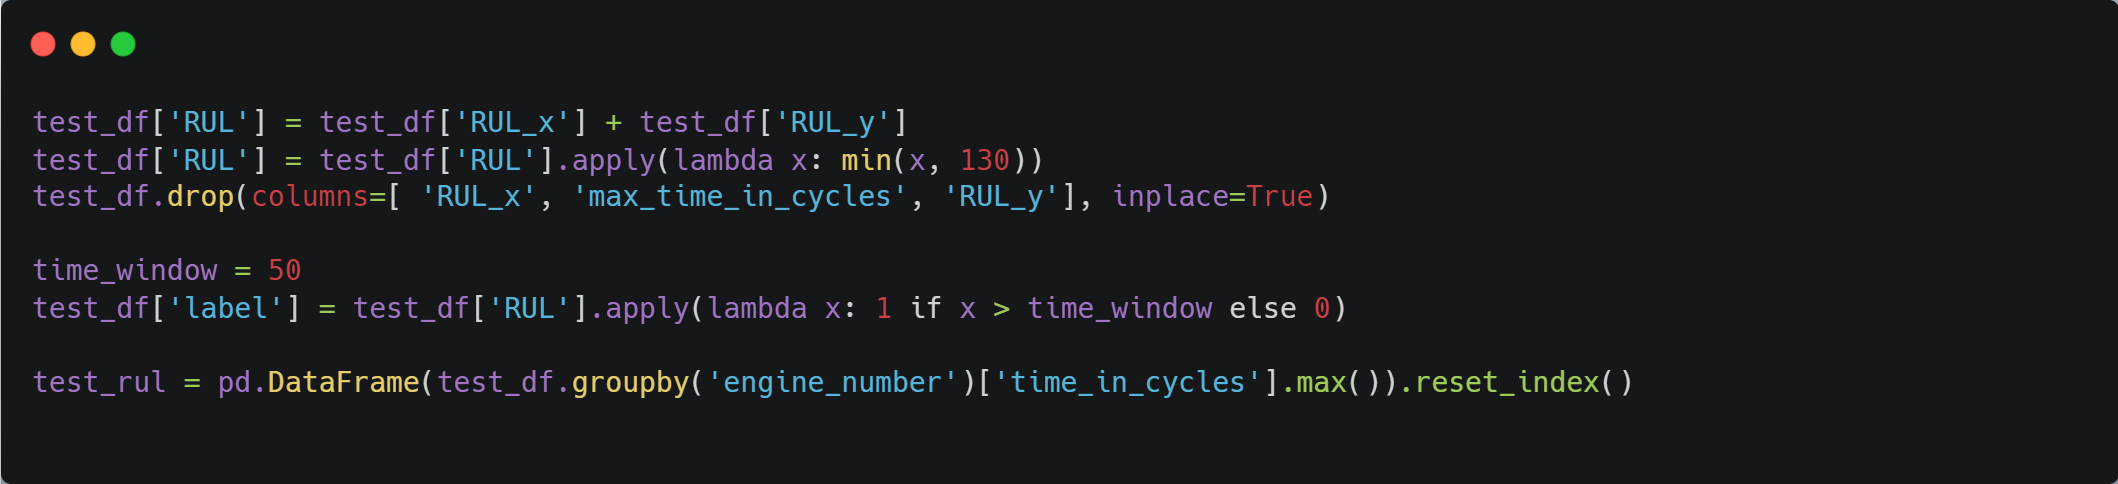 test_df['RUL'] = test_df['RUL_x'] + test_df['RUL_y']
test_df['RUL'] = test_df['RUL'].apply(lambda x: min(x, 130))
test_df.drop(columns=[ 'RUL_x', 'max_time_in_cycles', 'RUL_y'], inplace=True)
time_window = 50
test_df['label'] = test_df['RUL'].apply(lambda x: 1 if x > time_window else 0)
test_rul = pd.DataFrame(test_df.groupby('engine_number')['time_in_cycles'].max()).reset_index()